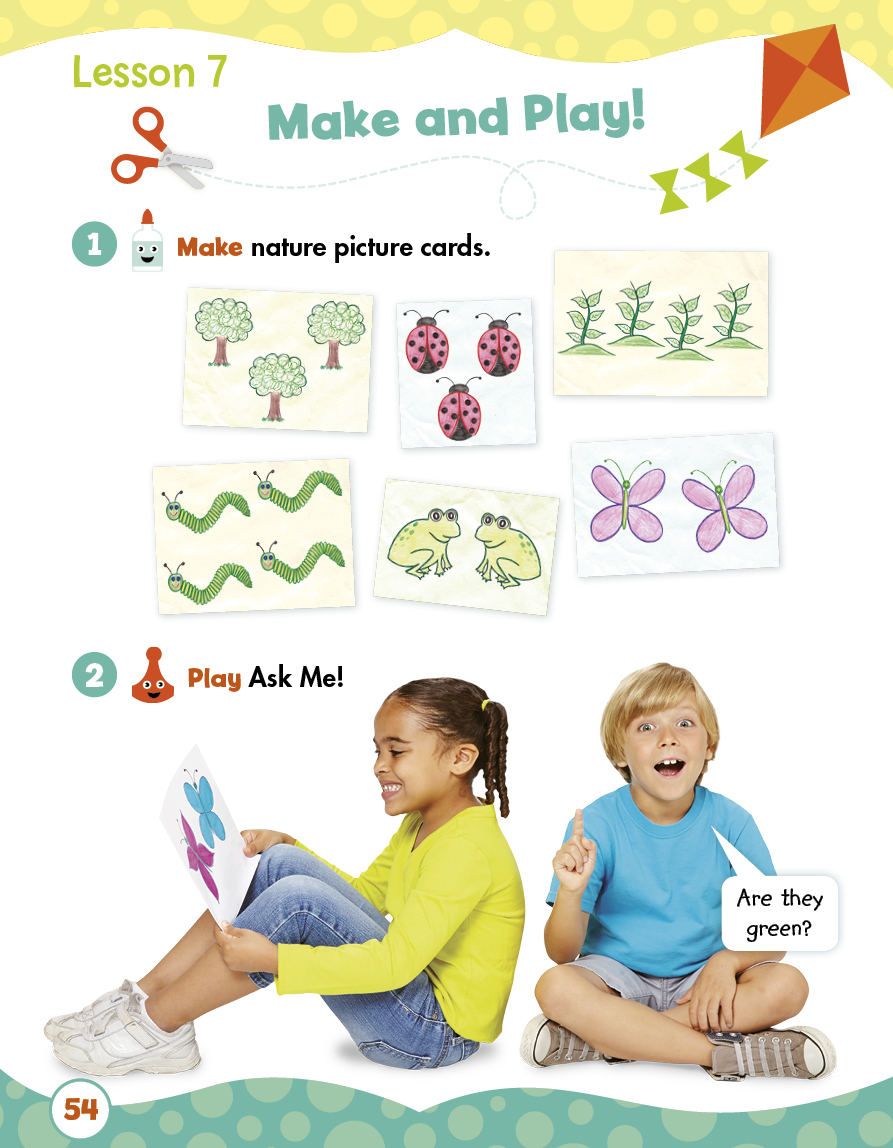 Lesson 7
Make and Play!
1 Make nature picture cards.
2 Play Ask Me!
Are they
green?
54